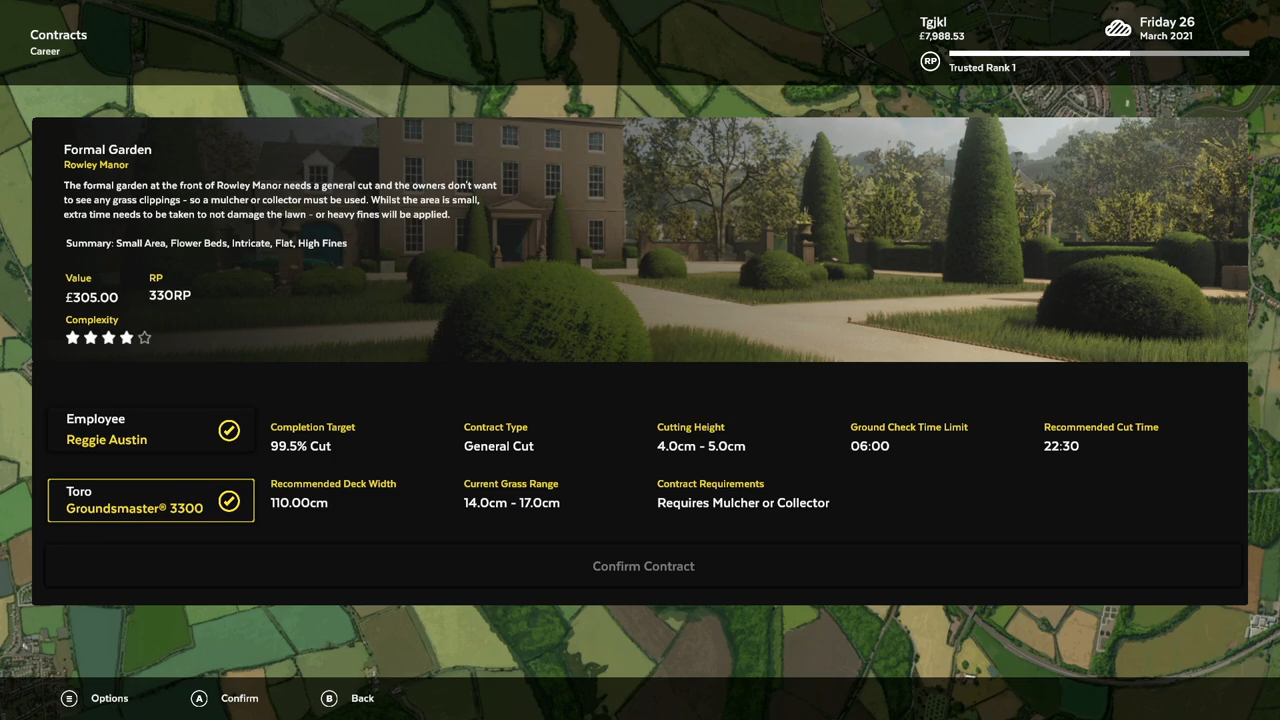 Contracts
Career
Tgjkl
£7,988.53
Friday 26
March 2021
RP
Trusted Rank 1
Formal Garden
Rowley Manor
The formal garden at the front of Rowley Manor needs a general cut and the owners don't want
to see any grass clippings - so a mulcher or collector must be used. Whilst the area is small,
extra time needs to be taken to not damage the lawn - or heavy fines will be applied.
Summary: Small Area, Flower Beds, Intricate, Flat, High Fines
Value
£305.00
RP
330RP
Complexity
Employee
Reggie Austin
Completion Target
99.5% Cut
Contract Type
General Cut
Cutting Height
4.0cm - 5.0cm
Ground Check Time Limit
06:00
Recommended Cut Time
22:30
Toro
Groundsmaster® 3300
Recommended Deck Width
110.00cm
Current Grass Range
14.0cm - 17.0cm
Contract Requirements
Requires Mulcher or Collector
Confirm Contract
Options
A Confirm
B Back